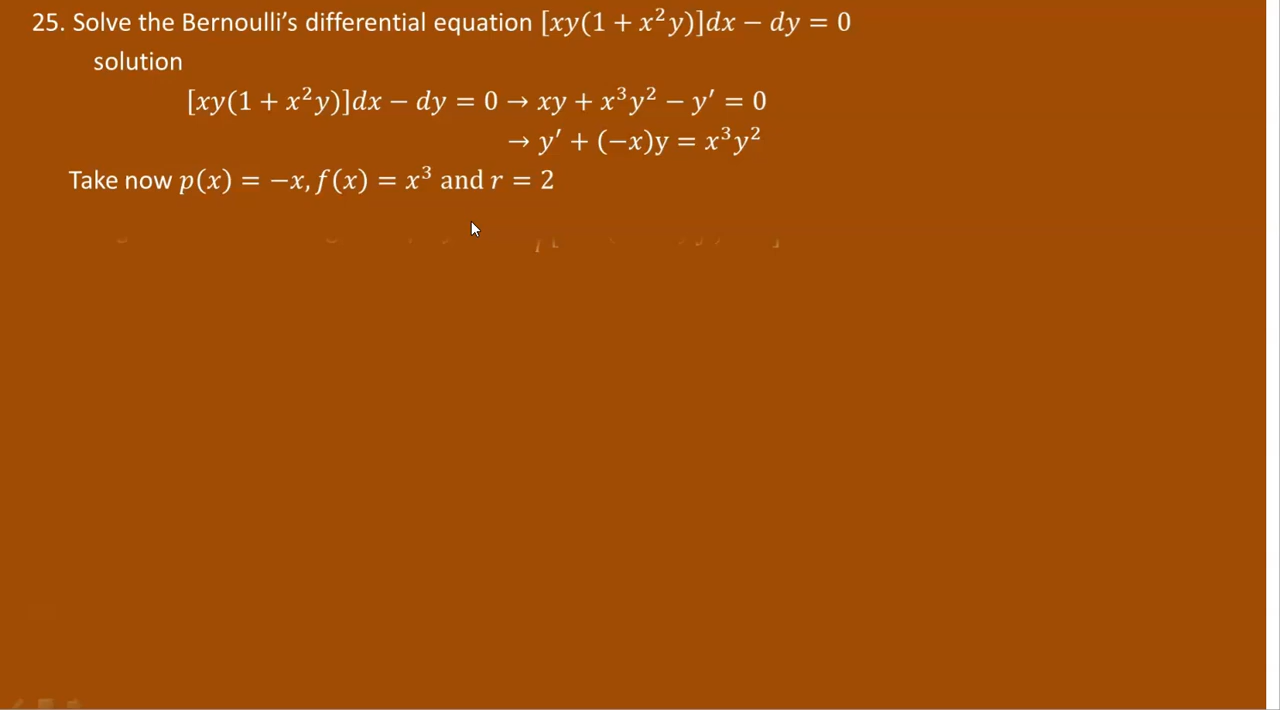 25. Solve the Bernoulli’s differential equation [xy(1 + x²y)]dx − dy = 0
solution
[xy(1 + x²y)]dx − dy = 0 → xy + x³y² − y′ = 0
→ y′ + (−x)y = x³y²
Take now p(x) = −x, f(x) = x³ and r = 2